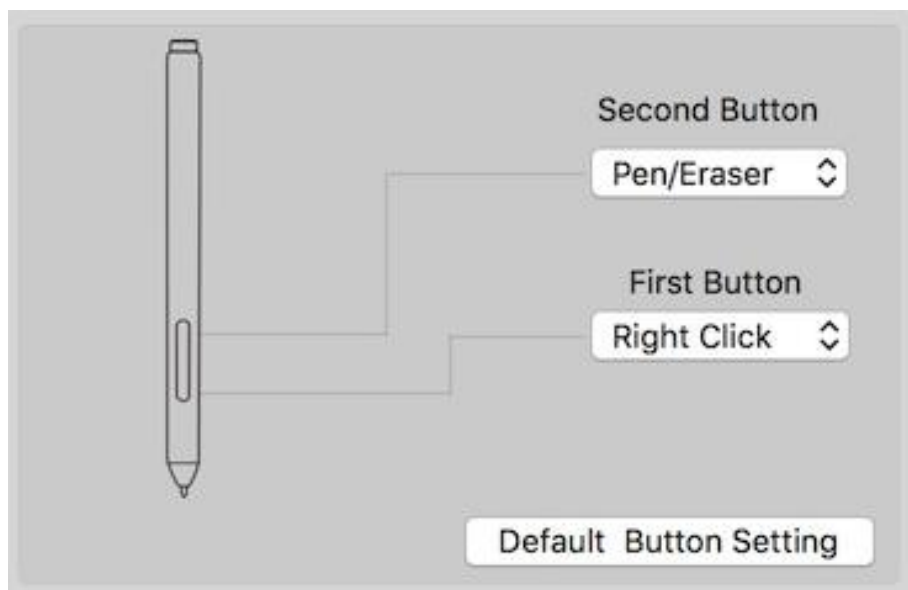 Second Button
Pen/Eraser
First Button
Right Click
Default Button Setting